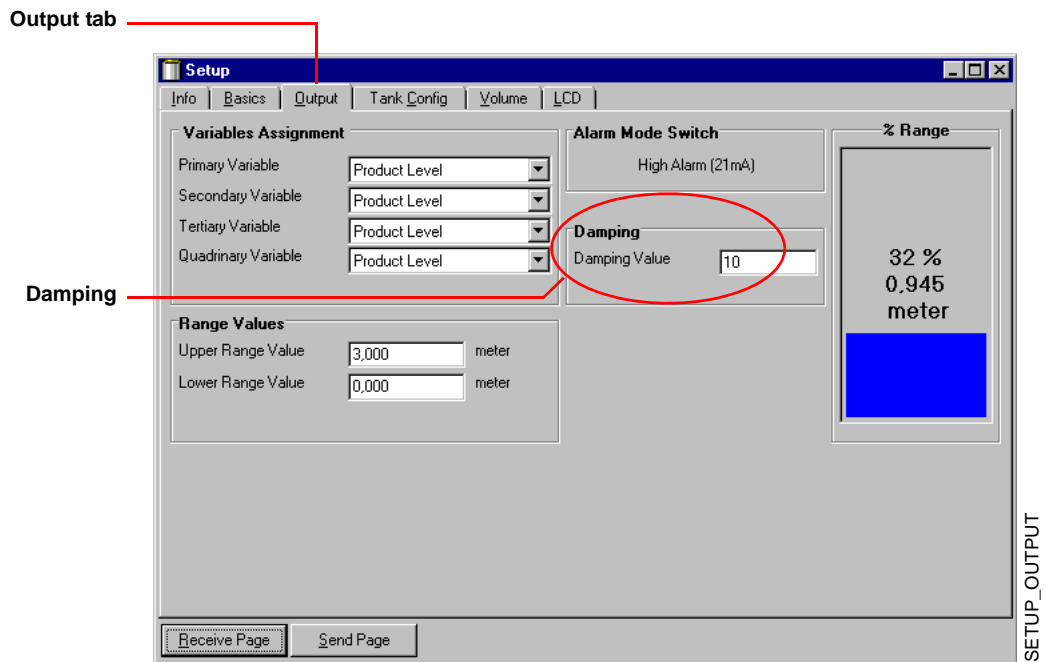 Output tab
Setup
Info Basics Output Tank Config Volume LCD
Variables Assignment
Primary Variable Product Level
Secondary Variable Product Level
Tertiary Variable Product Level
Quadrinary Variable Product Level
Alarm Mode Switch
High Alarm (21mA)
Damping
Damping Value 10
% Range
32 %
0,945
meter
Damping
Range Values
Upper Range Value 3,000 meter
Lower Range Value 0,000 meter
Receive Page Send Page
SETUP_OUTPUT